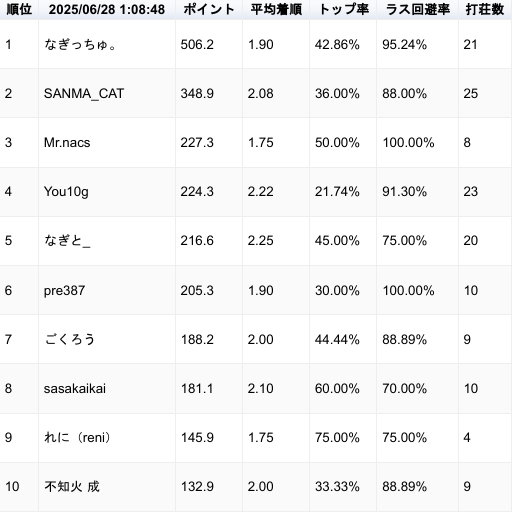 順位 2025/06/28 1:08:48 ポイント 平均着順 トップ率 ラス回避率 打荘数
1 なぎっちゅ。 506.2 1.90 42.86% 95.24% 21
2 SANMA_CAT 348.9 2.08 36.00% 88.00% 25
3 Mr.nacs 227.3 1.75 50.00% 100.00% 8
4 You10g 224.3 2.22 21.74% 91.30% 23
5 なぎと_ 216.6 2.25 45.00% 75.00% 20
6 pre387 205.3 1.90 30.00% 100.00% 10
7 ごくろう 188.2 2.00 44.44% 88.89% 9
8 sasakaikai 181.1 2.10 60.00% 70.00% 10
9 れに（reni） 145.9 1.75 75.00% 75.00% 4
10 不知火 成 132.9 2.00 33.33% 88.89% 9